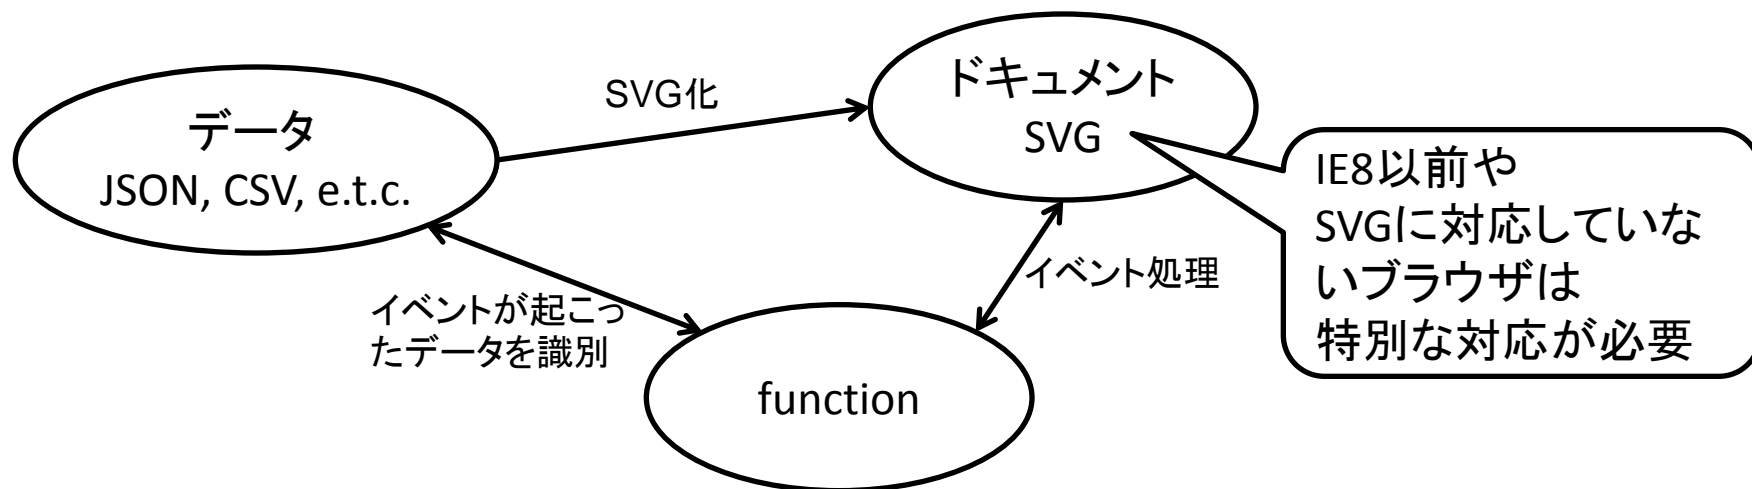 データ
JSON, CSV, e.t.c.
SVG化
ドキュメント
SVG
IE8以前や
SVGに対応していな
いブラウザは
特別な対応が必要
イベントが起こっ
たデータを識別
イベント処理
function